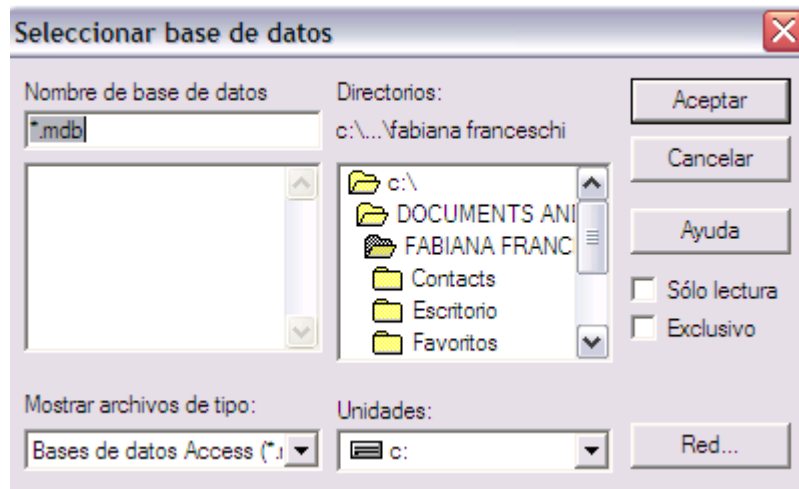 Seleccionar base de datos
Nombre de base de datos
*.mdb
Directorios:
c:\...\fabiana franceschi
c:\
DOCUMENTS AND
FABIANA FRANC
Contacts
Escritorio
Favoritos
Aceptar
Cancelar
Ayuda
Sólo lectura
Exclusivo
Mostrar archivos de tipo:
Bases de datos Access (*.
Unidades:
c:
Red...